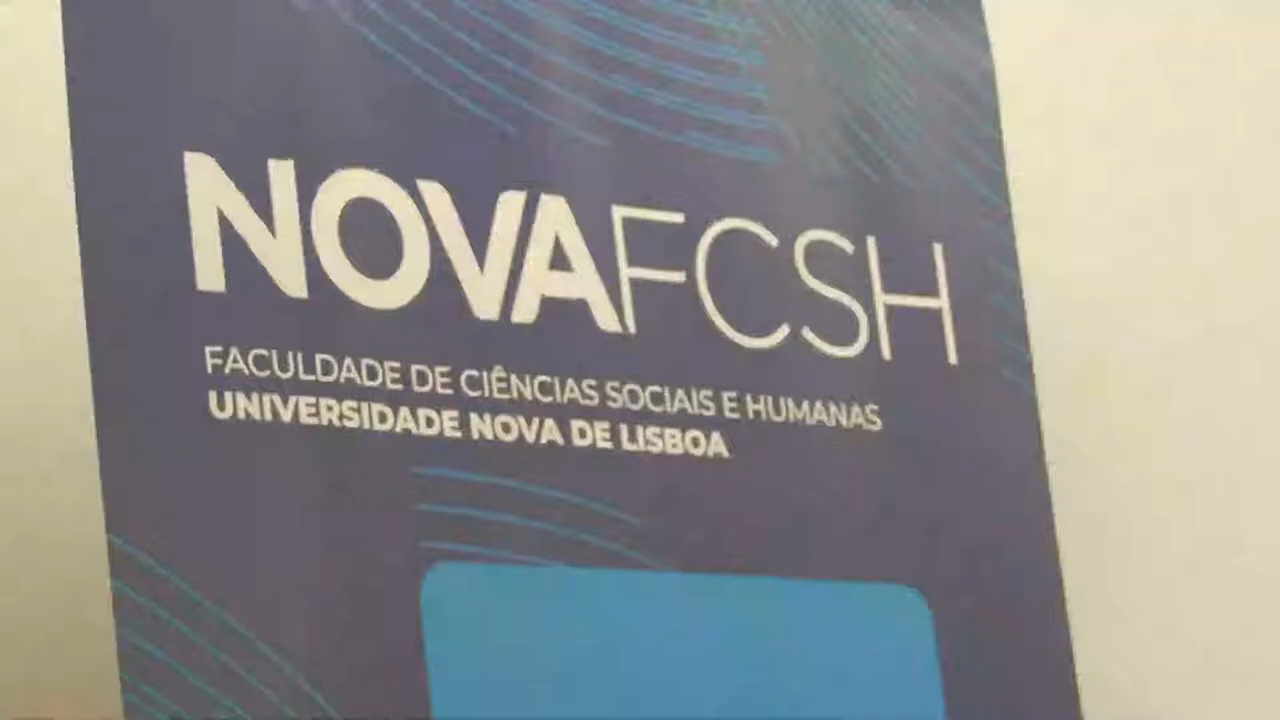 NOVAFCSH
FACULDADE DE CIÊNCIAS SOCIAIS E HUMANAS
UNIVERSIDADE NOVA DE LISBOA